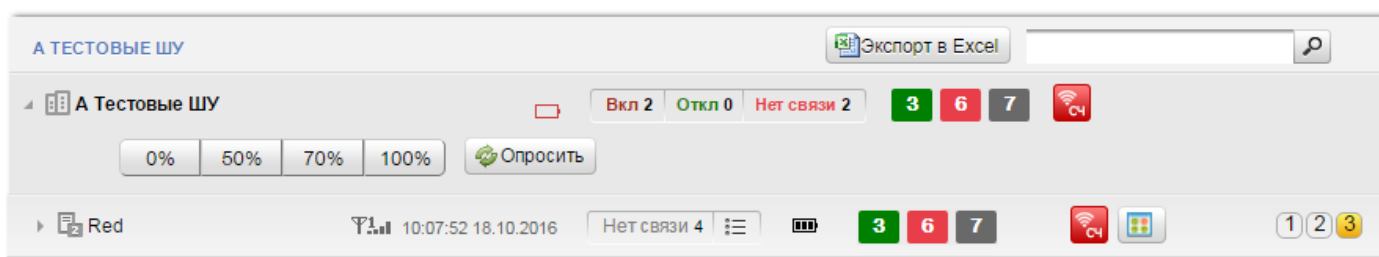 А ТЕСТОВЫЕ ШУ Экспорт в Excel
А Тестовые ШУ Вкл 2 Откл 0 Нет связи 2 3 6 7 СЧ
0% 50% 70% 100% Опросить
2 Red 1 10:07:52 18.10.2016 Нет связи 4 3 6 7 СЧ 1 2 3